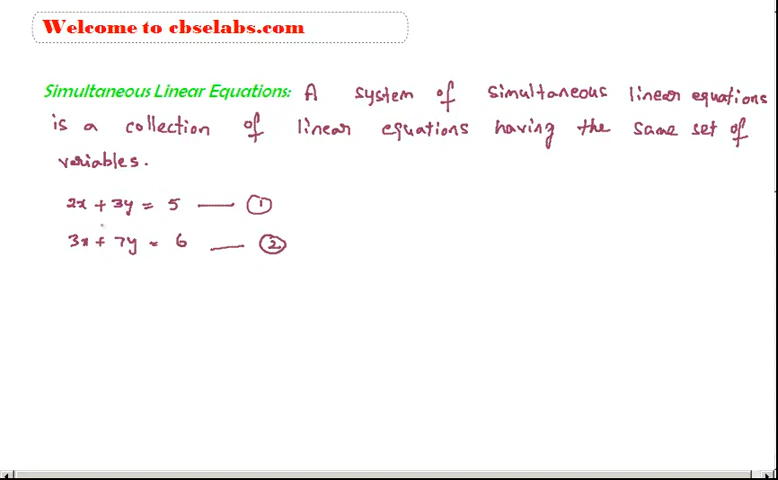 Welcome to cbselabs.com
Simultaneous Linear Equations: A system of simultaneous linear equations
is a collection of linear equations having the same set of
variables.
2x + 3y = 5 —— ①
3x + 7y = 6 —— ②